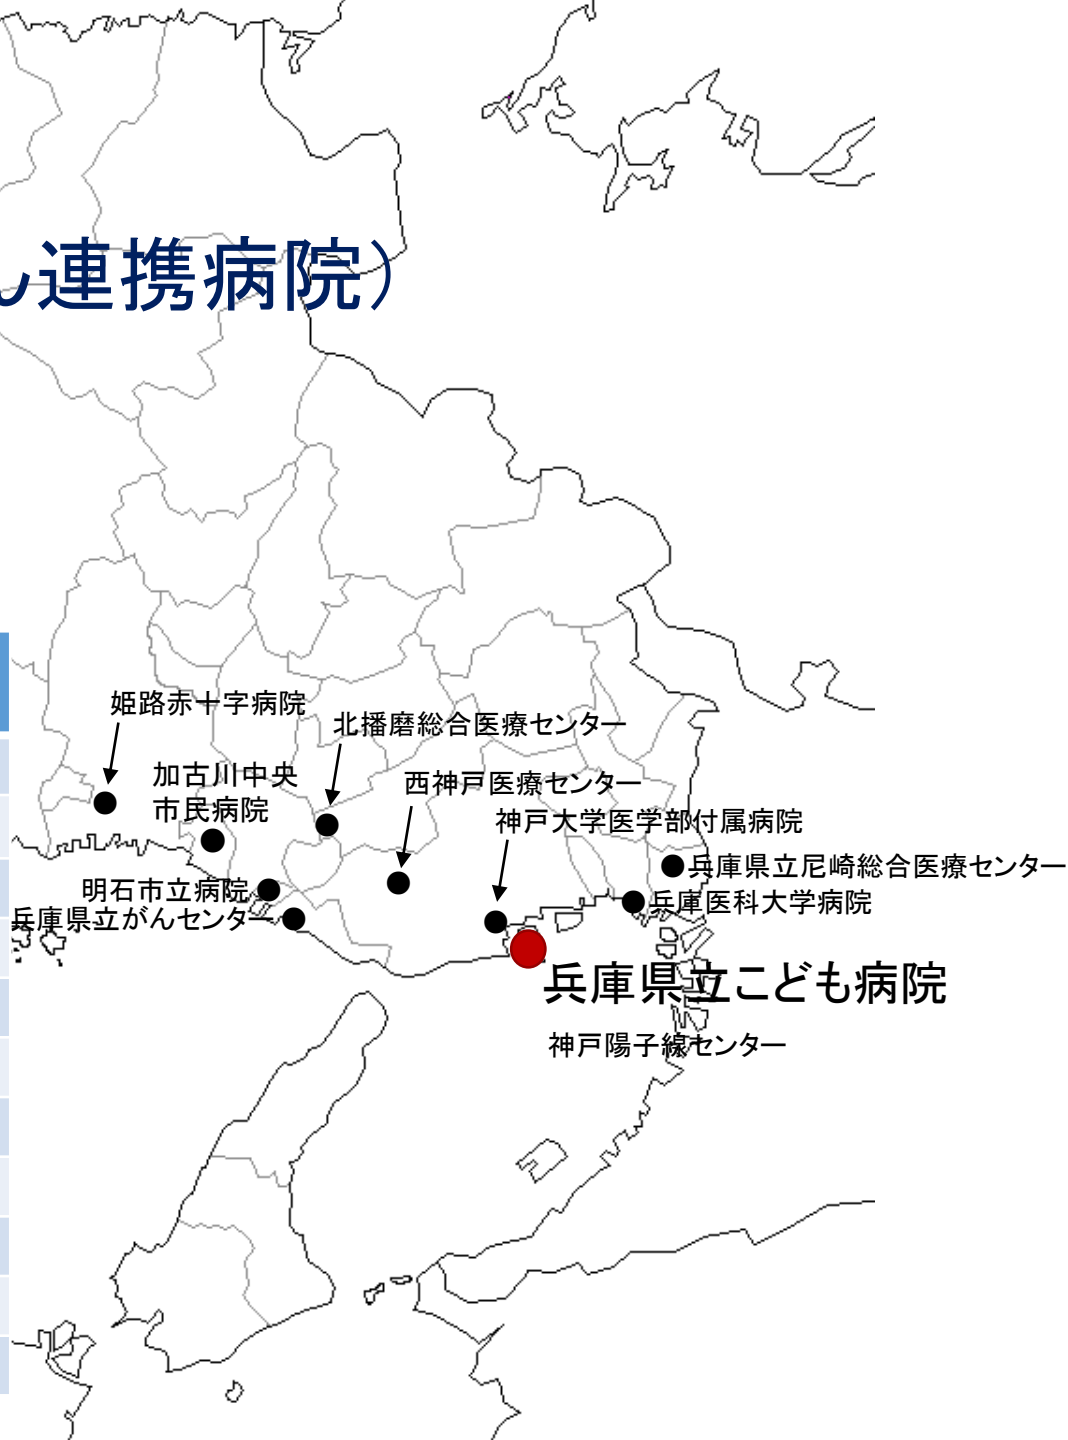 ん連携病院）
姫路赤十字病院
北播磨総合医療センター
加古川中央
市民病院
西神戸医療センター
神戸大学医学部付属病院
兵庫県立尼崎総合医療センター
明石市立病院
兵庫医科大学病院
兵庫県立がんセンター
兵庫県立こども病院
神戸陽子線センター